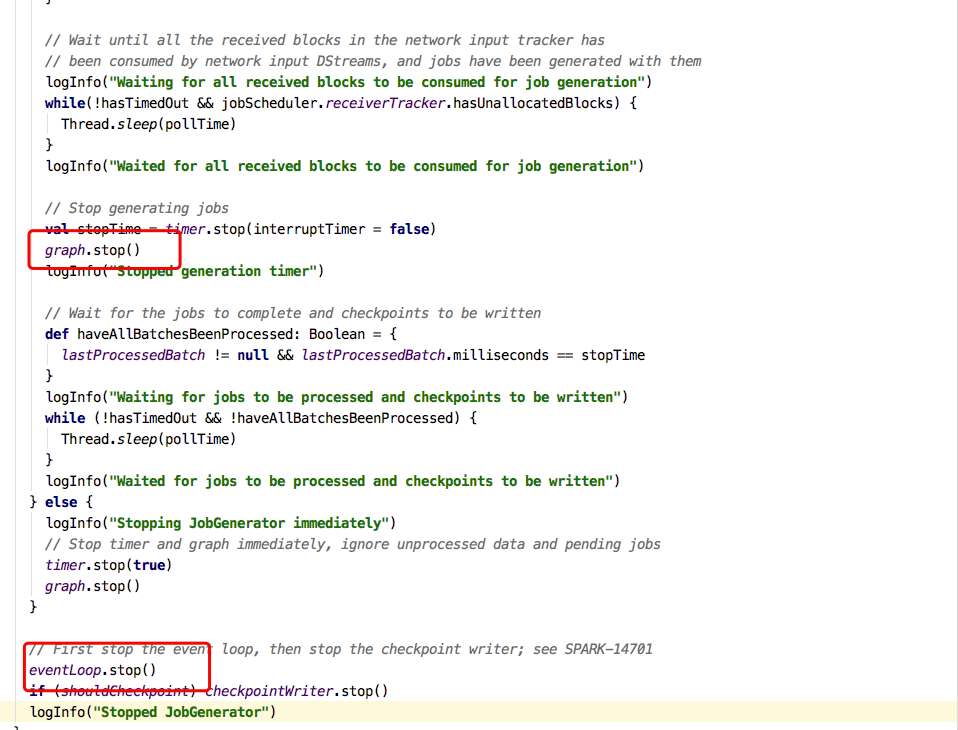 }
// Wait until all the received blocks in the network input tracker has
// been consumed by network input DStreams, and jobs have been generated with them
logInfo("Waiting for all received blocks to be consumed for job generation")
while(!hasTimedOut && jobScheduler.receiverTracker.hasUnallocatedBlocks) {
Thread.sleep(pollTime)
}
logInfo("Waited for all received blocks to be consumed for job generation")
// Stop generating jobs
val stopTime = timer.stop(interruptTimer = false)
graph.stop()
logInfo("Stopped generation timer")
// Wait for the jobs to complete and checkpoints to be written
def haveAllBatchesBeenProcessed: Boolean = {
lastProcessedBatch != null && lastProcessedBatch.milliseconds == stopTime
}
logInfo("Waiting for jobs to be processed and checkpoints to be written")
while (!hasTimedOut && !haveAllBatchesBeenProcessed) {
Thread.sleep(pollTime)
}
logInfo("Waited for jobs to be processed and checkpoints to be written")
} else {
logInfo("Stopping JobGenerator immediately")
// Stop timer and graph immediately, ignore unprocessed data and pending jobs
timer.stop(true)
graph.stop()
}
// First stop the event loop, then stop the checkpoint writer; see SPARK-14701
eventLoop.stop()
if (shouldCheckpoint) checkpointWriter.stop()
logInfo("Stopped JobGenerator")
}